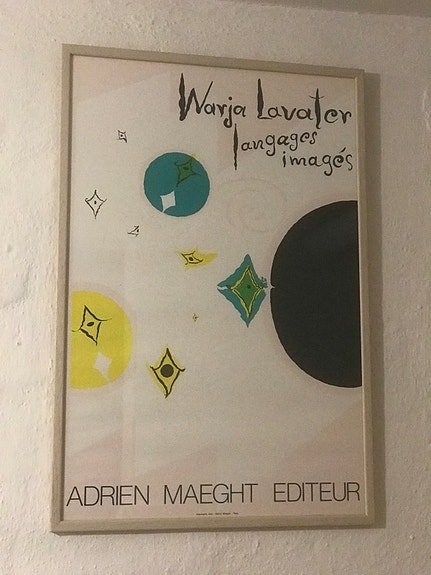 Warja Lavater
langages
imagés
ADRIEN MAEGHT EDITEUR